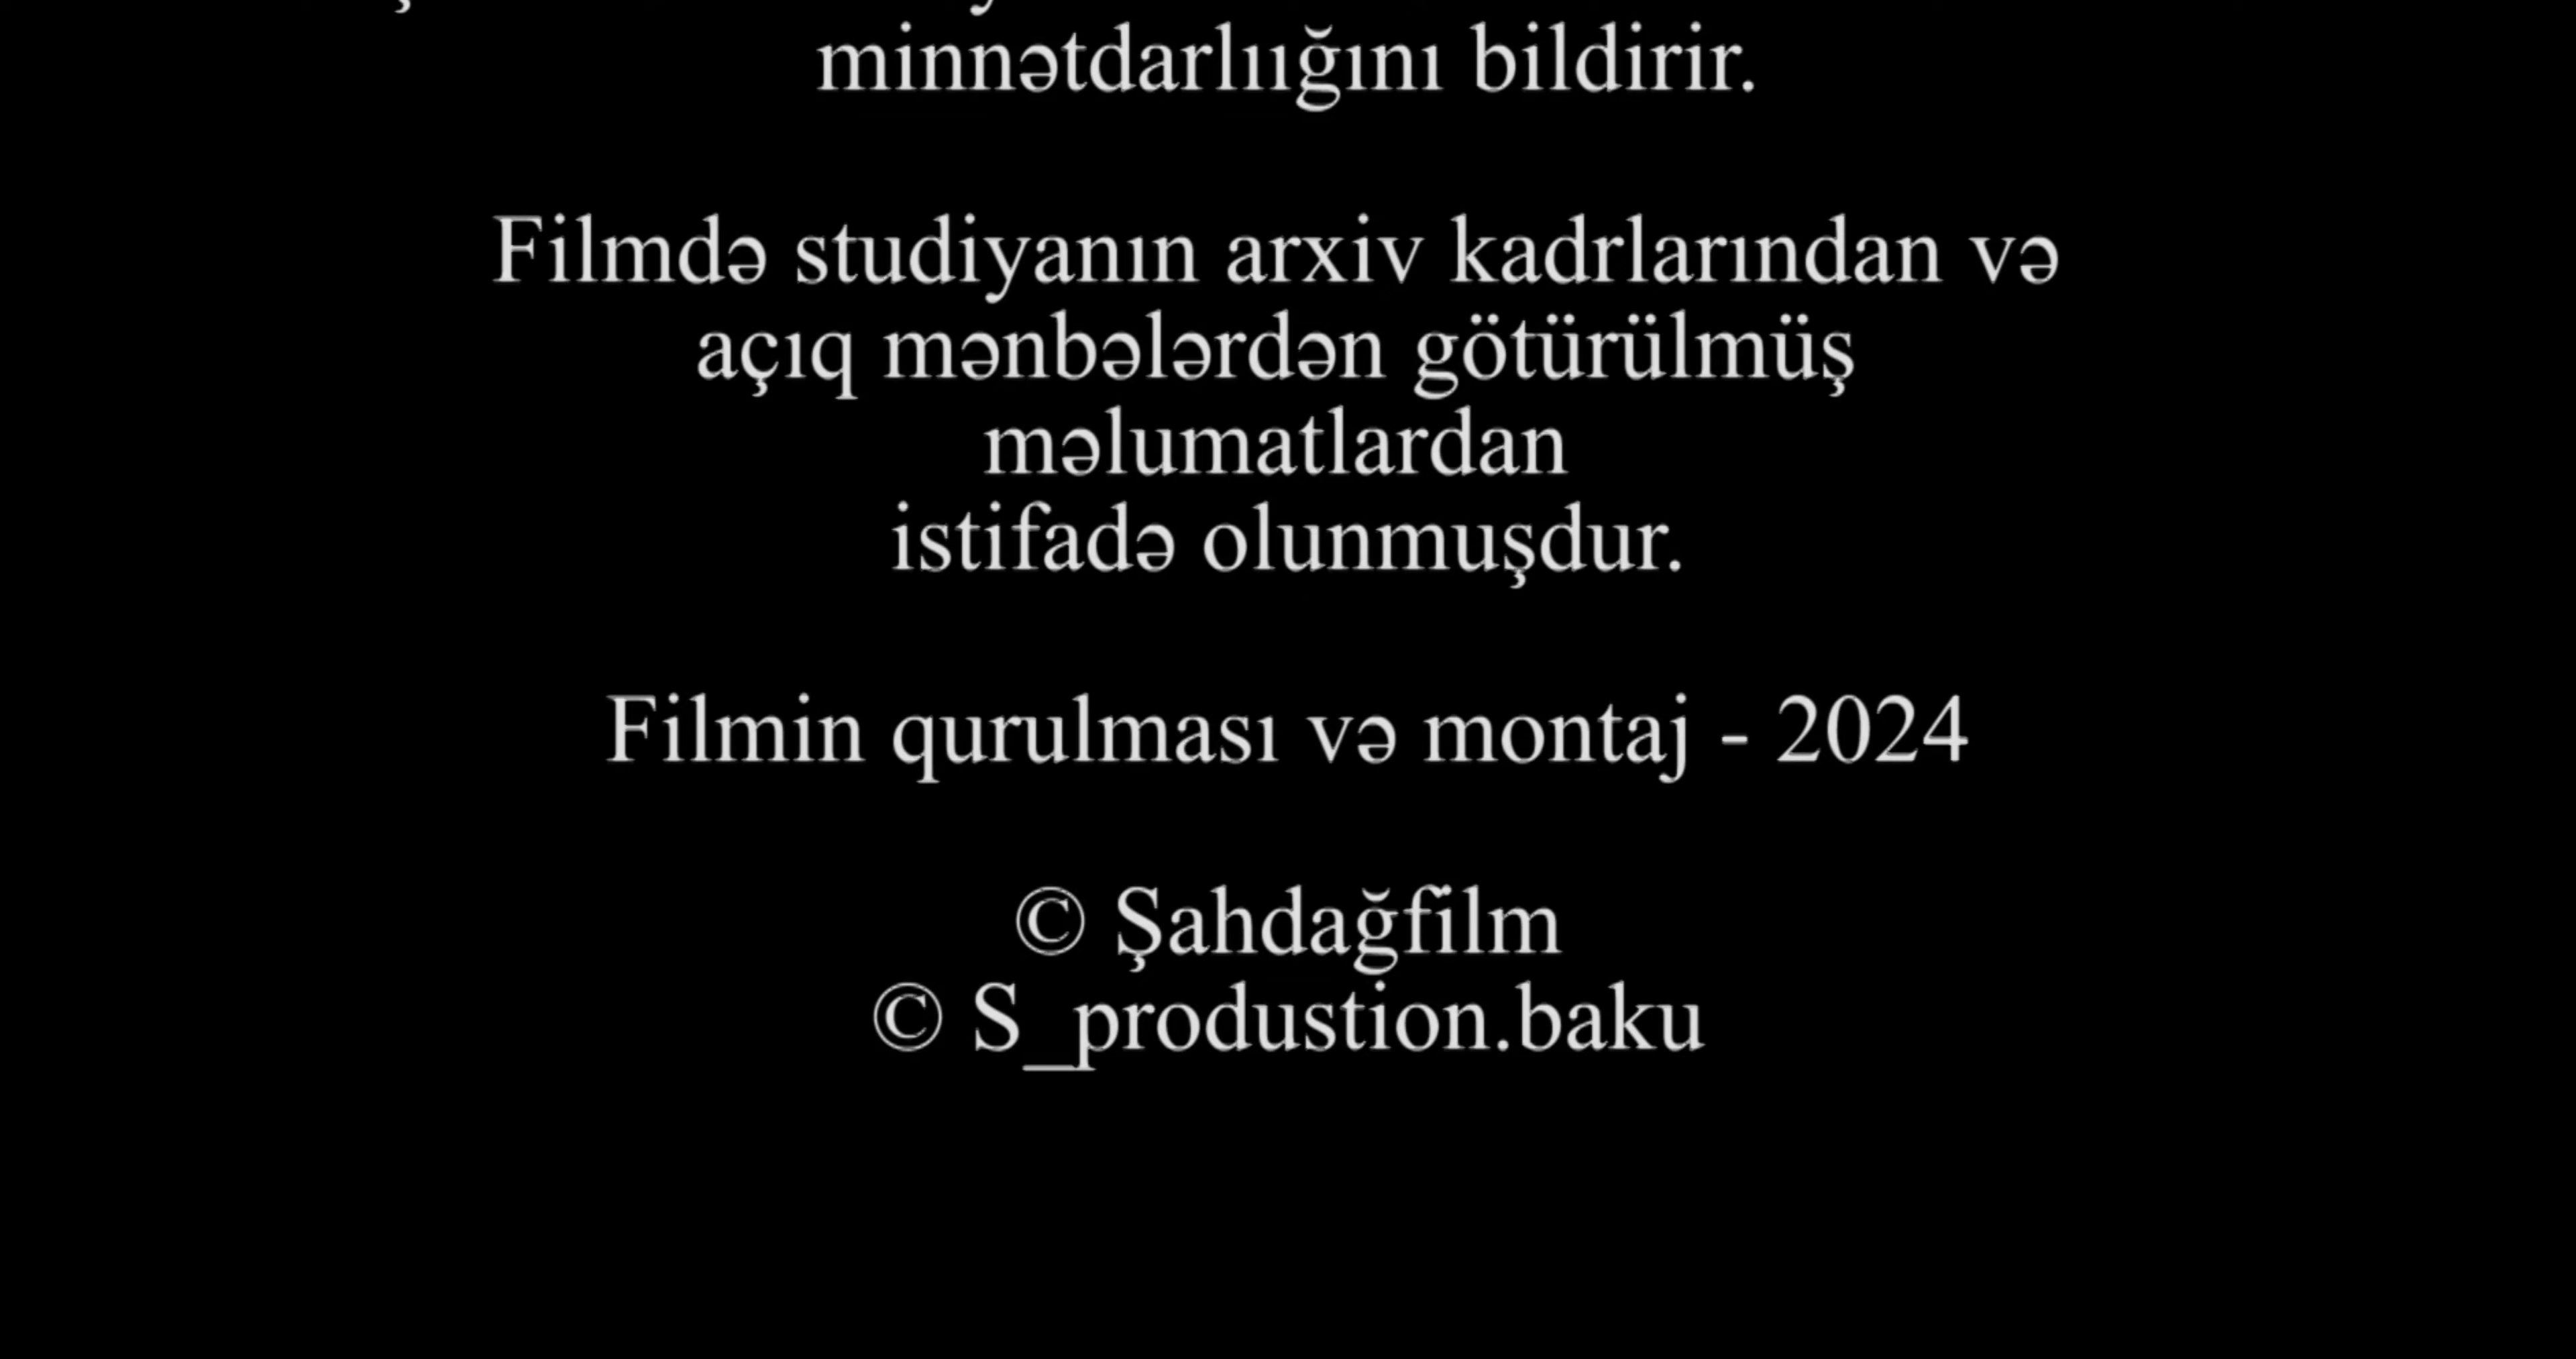 minnətdarlıığını bildirir.
Filmdə studiyanın arxiv kadrlarından və
açıq mənbələrdən götürülmüş
məlumatlardan
istifadə olunmuşdur.
Filmin qurulması və montaj - 2024
© Şahdağfilm
© S_produstion.baku